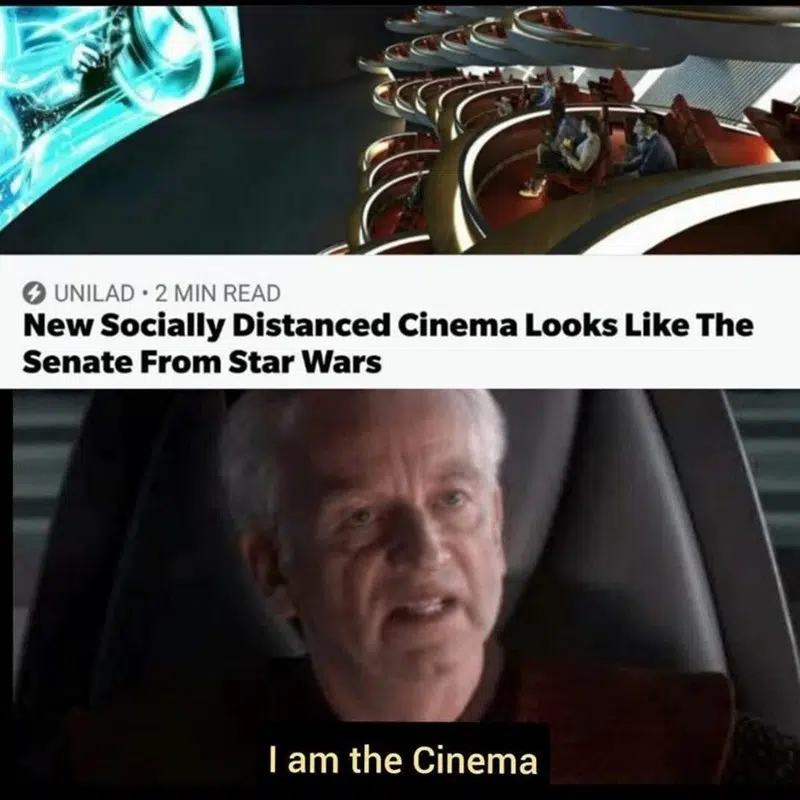 UNILAD • 2 MIN READ
New Socially Distanced Cinema Looks Like The
Senate From Star Wars
I am the Cinema